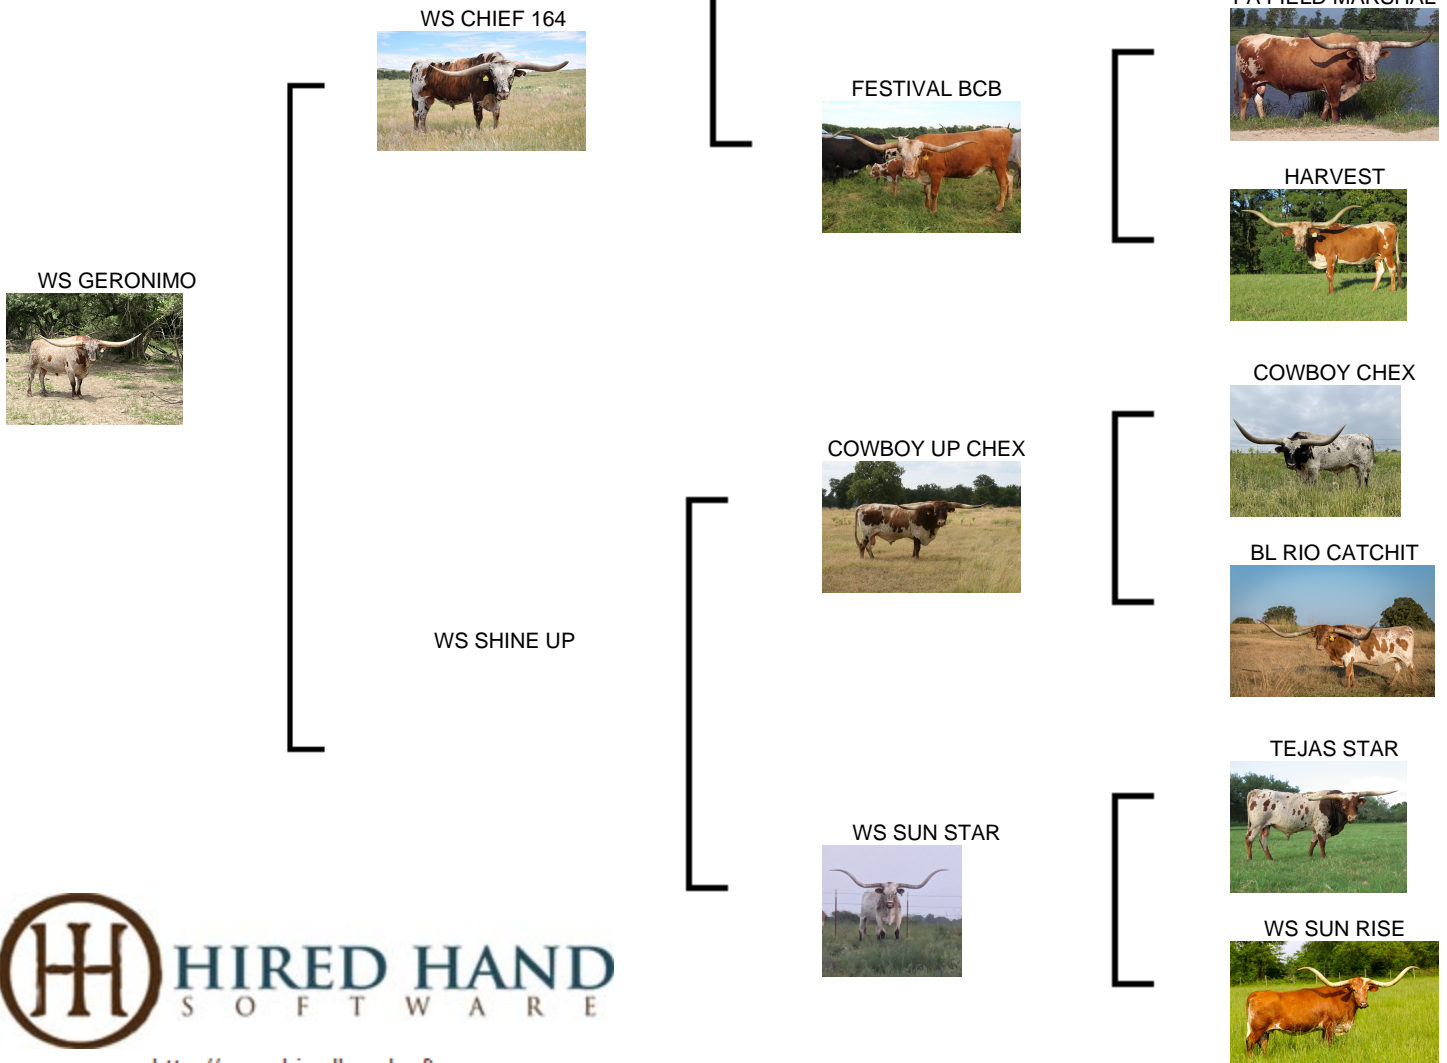 WS CHIEF 164
FESTIVAL BCB
HARVEST
WS GERONIMO
COWBOY CHEX
COWBOY UP CHEX
BL RIO CATCHIT
WS SHINE UP
TEJAS STAR
WS SUN STAR
WS SUN RISE
HIRED HAND
SOFTWARE